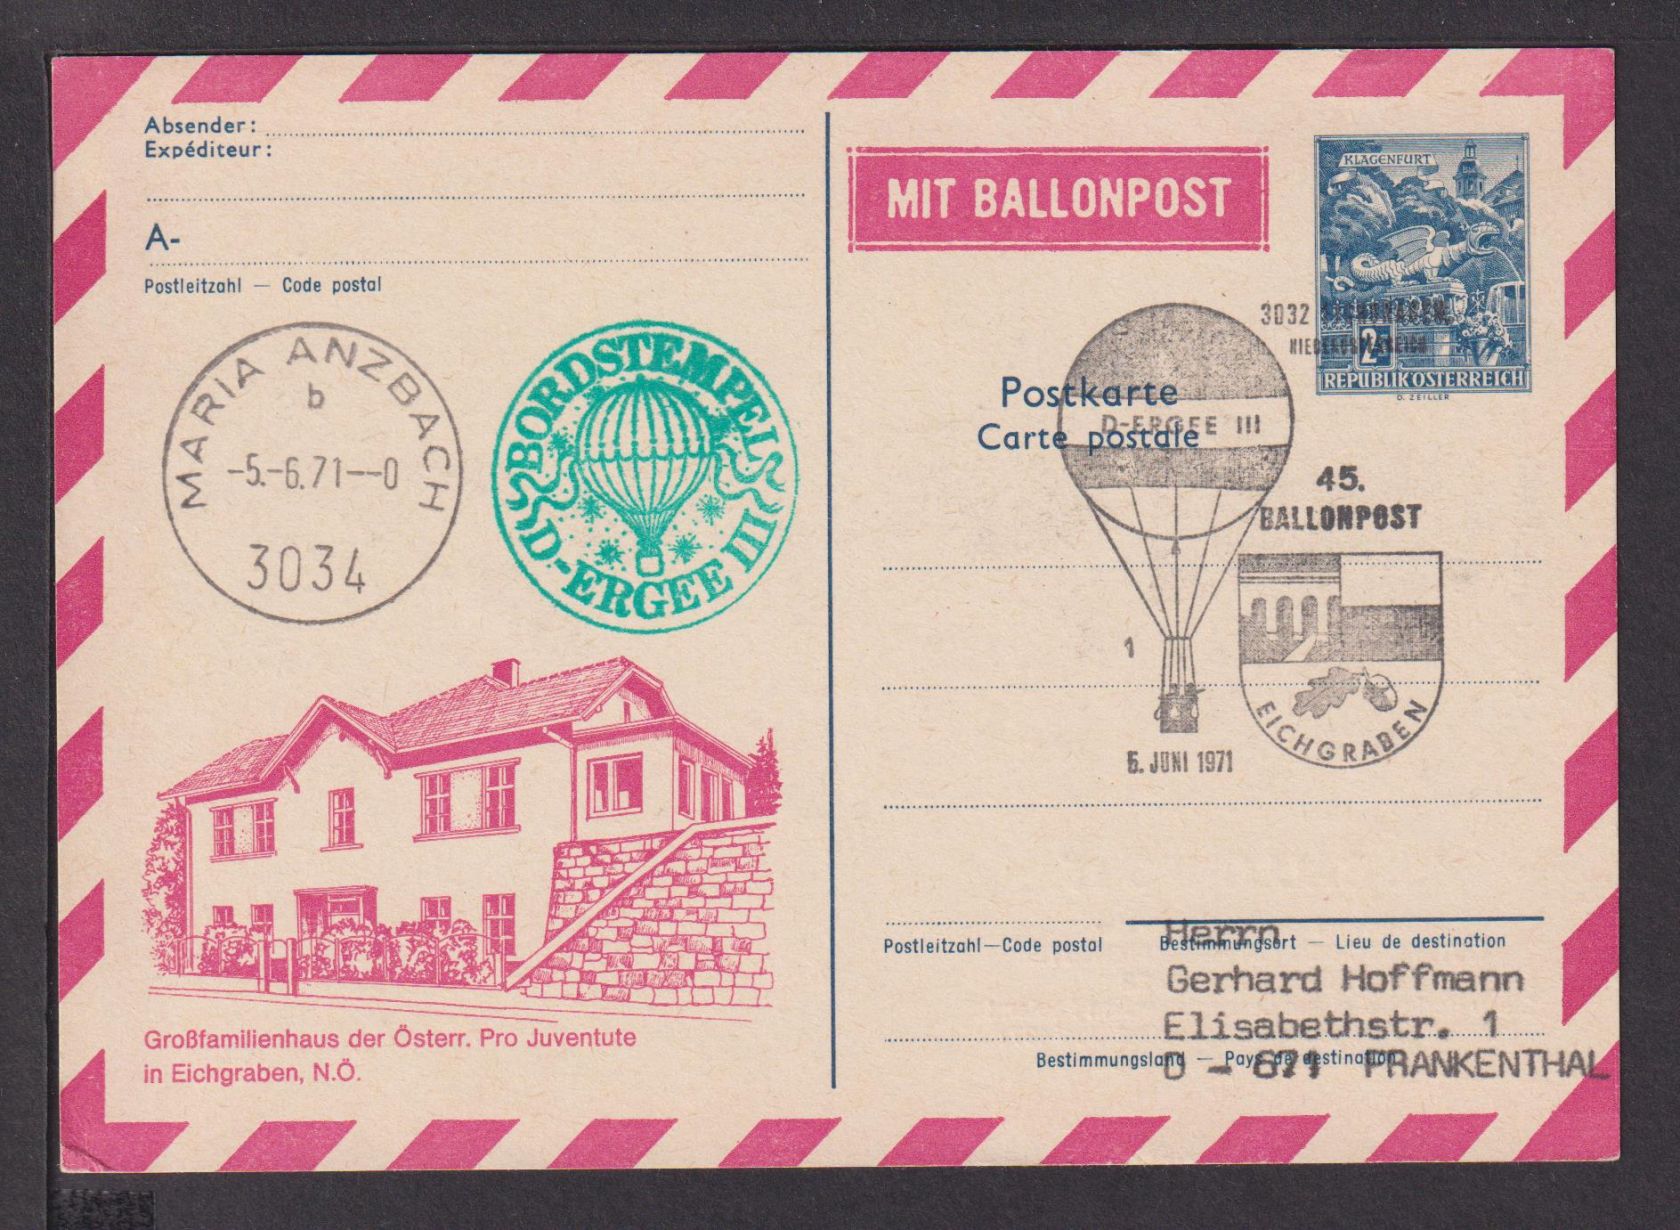 Absender:
Expéditeur:
A-
Postleitzahl — Code postal
MARIA ANZBACH
b
-5.-6.71--0
3034
BORDSTEMPEL
D-ERGEE III
Großfamilienhaus der Österr. Pro Juventute
in Eichgraben, N.Ö.
MIT BALLONPOST
KLAGENFURT
2
REPUBLIK ÖSTERREICH
D. ZEILLER
3032 EICHGRABEN,
NIEDERÖSTERREICH
Postkarte
Carte postale
D-ERGEE III
45.
BALLONPOST
1
EICHGRABEN
5. JUNI 1971
Postleitzahl—Code postal
Bestimmungsort — Lieu de destination
Herrn
Gerhard Hoffmann
Elisabethstr. 1
Bestimmungsland — Pays de destination
D - 671 FRANKENTHAL